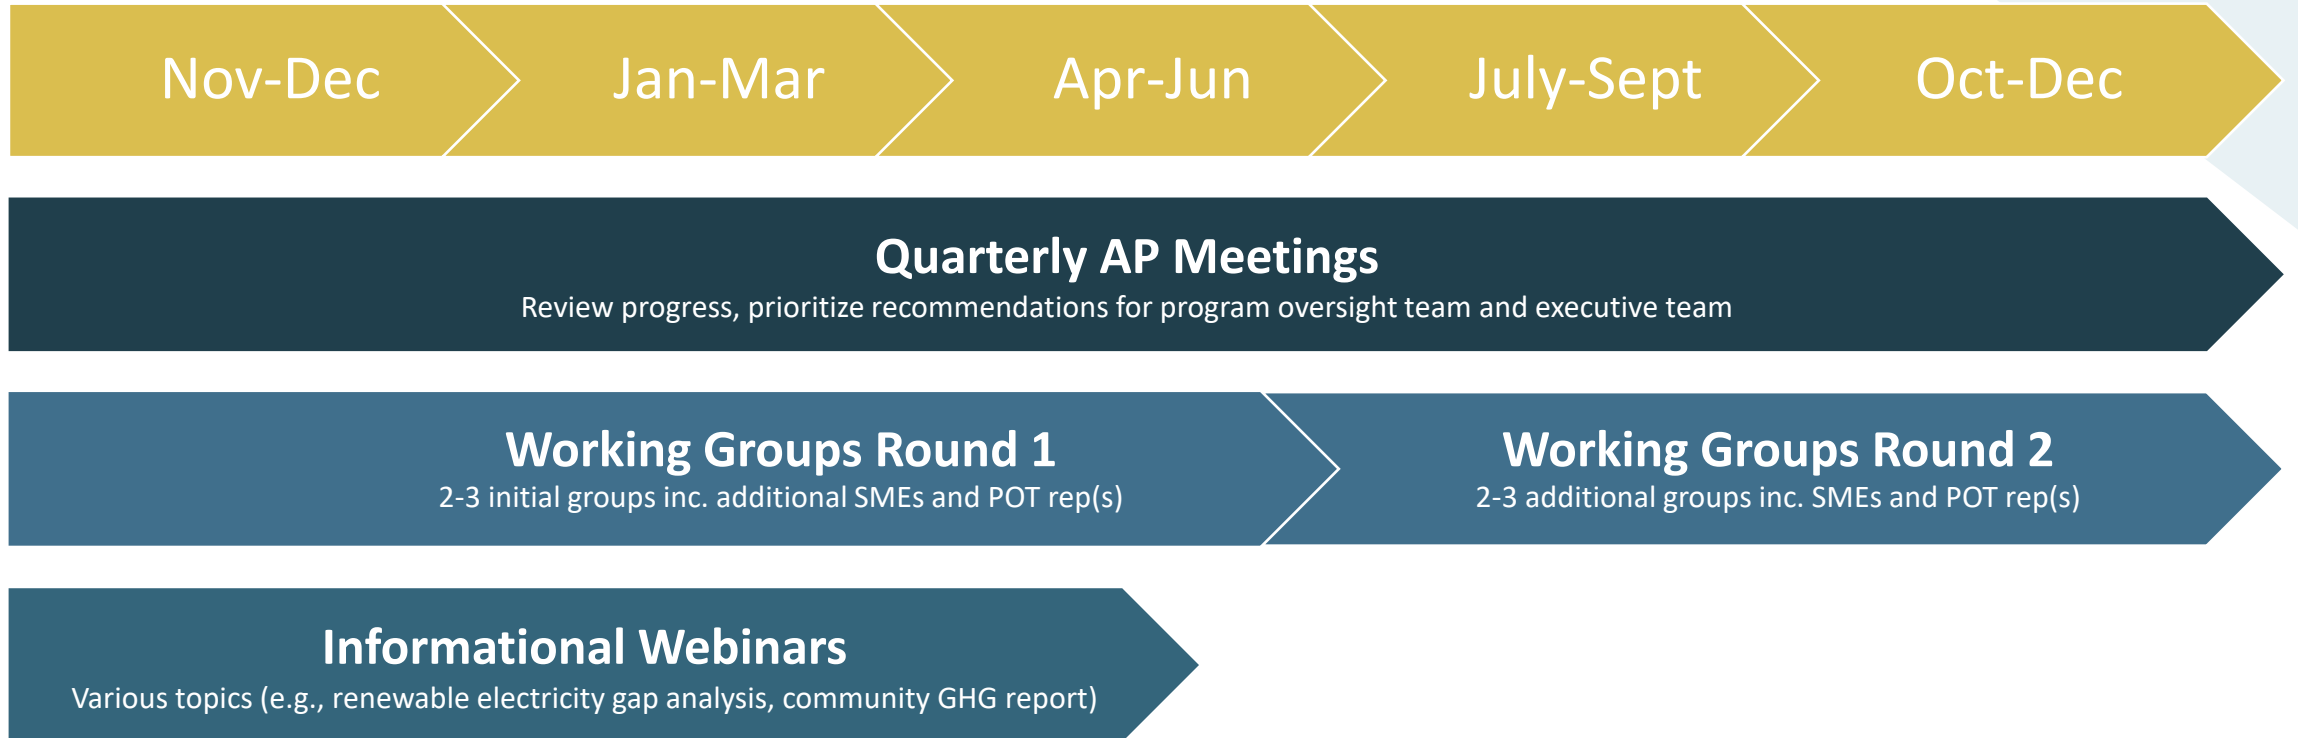 Nov-Dec
Jan-Mar
Apr-Jun
July-Sept
Oct-Dec
Quarterly AP Meetings
Review progress, prioritize recommendations for program oversight team and executive team
Working Groups Round 1
2-3 initial groups inc. additional SMEs and POT rep(s)
Working Groups Round 2
2-3 additional groups inc. SMEs and POT rep(s)
Informational Webinars
Various topics (e.g., renewable electricity gap analysis, community GHG report)